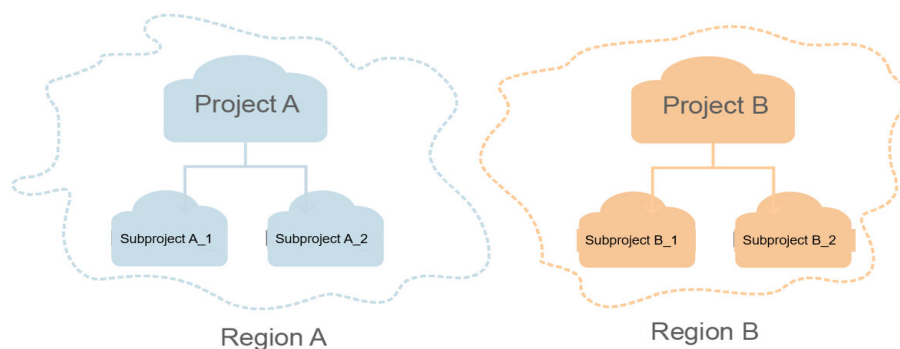 Project A
Project B
Subproject A_1
Subproject A_2
Subproject B_1
Subproject B_2
Region A
Region B